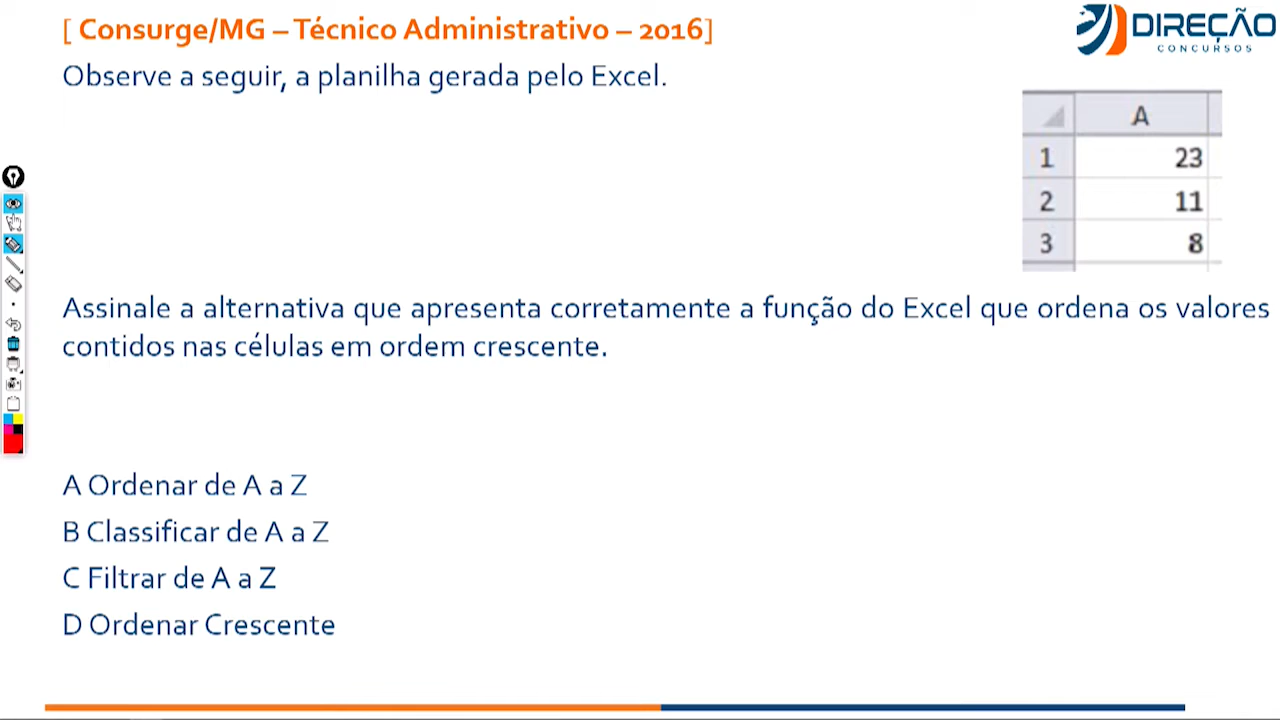 [ Consurge/MG – Técnico Administrativo – 2016]
DIREÇÃO
CONCURSOS
Observe a seguir, a planilha gerada pelo Excel.
A
1 23
2 11
3 8
Assinale a alternativa que apresenta corretamente a função do Excel que ordena os valores
contidos nas células em ordem crescente.
A Ordenar de A a Z
B Classificar de A a Z
C Filtrar de A a Z
D Ordenar Crescente